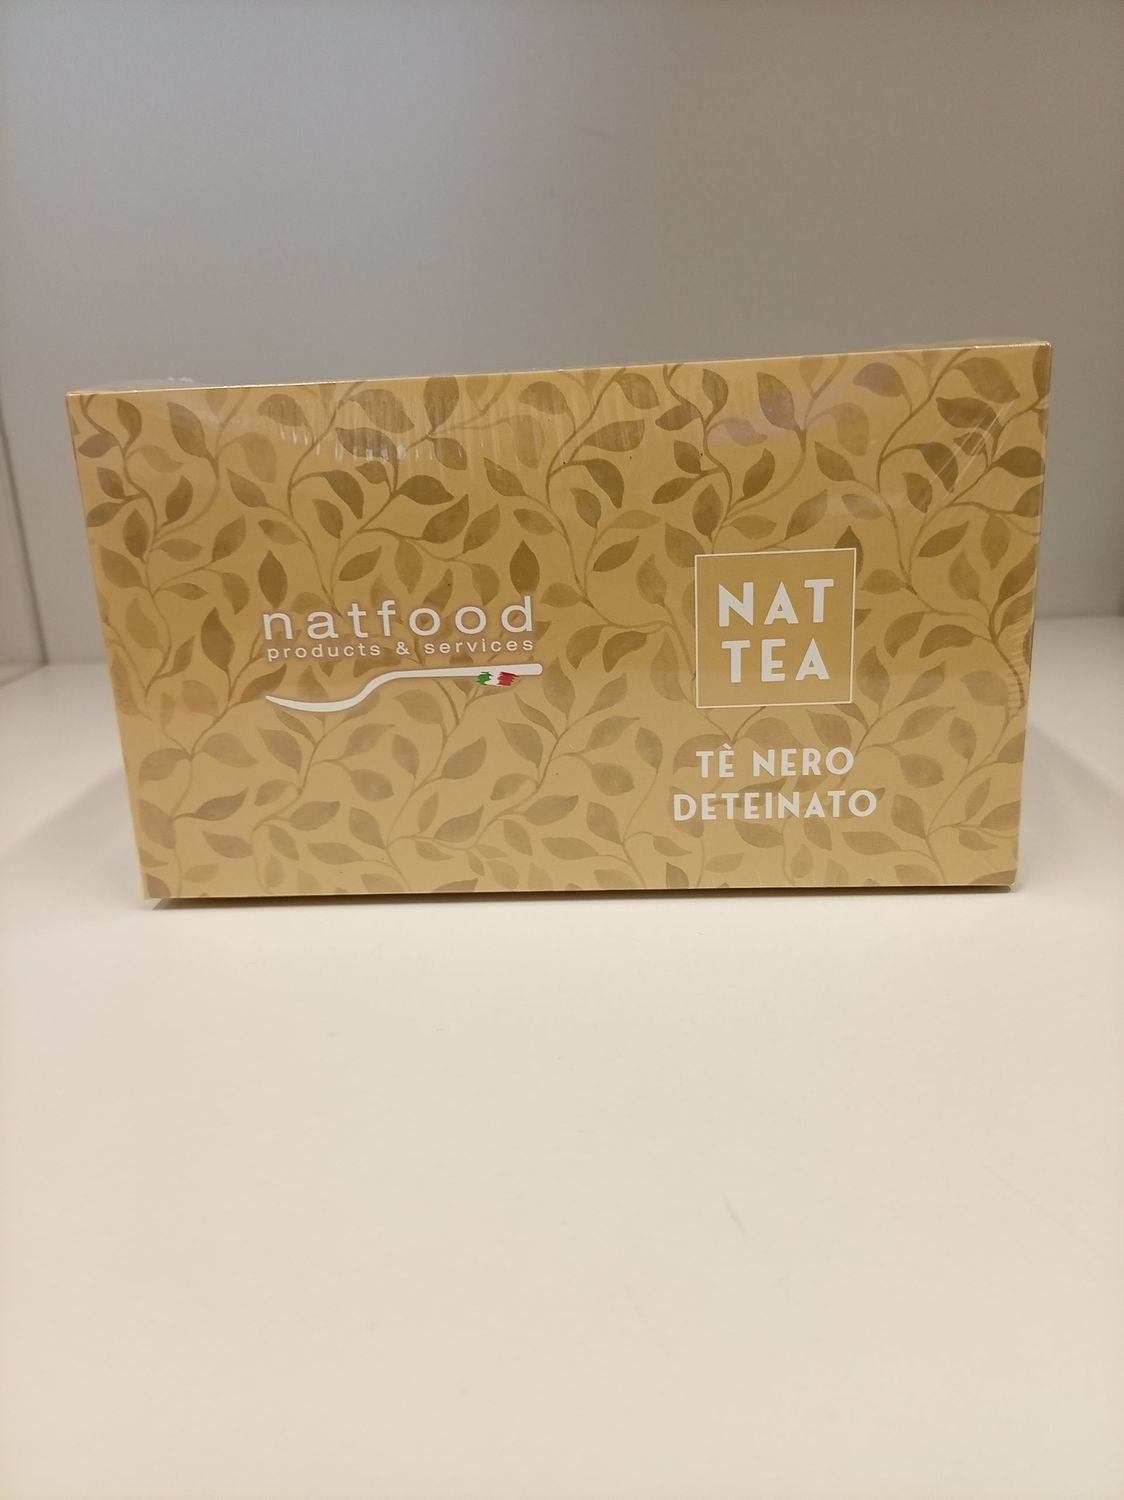 natfood
products & services
NAT
TEA
TÈ NERO
DETEINATO